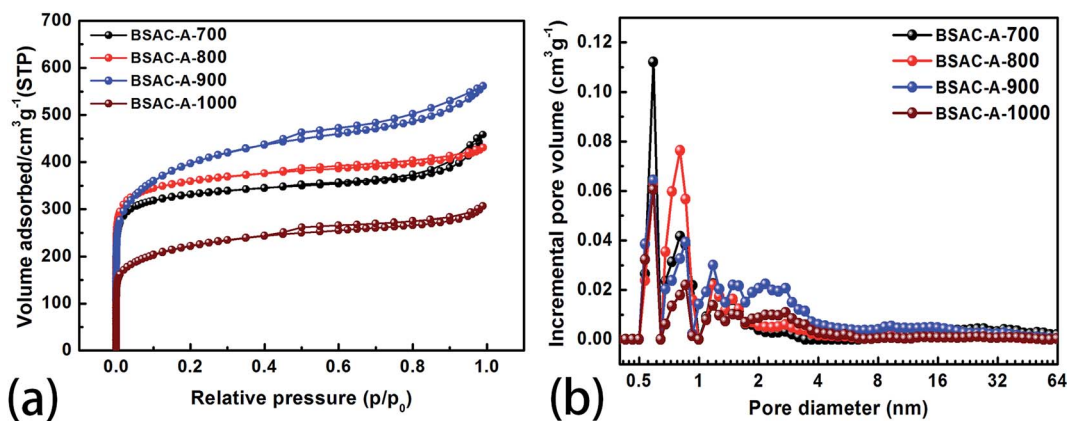 700
600
500
400
300
200
100
0
Volume adsorbed/cm³g⁻¹(STP)
BSAC-A-700
BSAC-A-800
BSAC-A-900
BSAC-A-1000
0.0 0.2 0.4 0.6 0.8 1.0
Relative pressure (p/p₀)
(a)
0.12
0.10
0.08
0.06
0.04
0.02
0.00
Incremental pore volume (cm³g⁻¹)
BSAC-A-700
BSAC-A-800
BSAC-A-900
BSAC-A-1000
0.5 1 2 4 8 16 32 64
Pore diameter (nm)
(b)